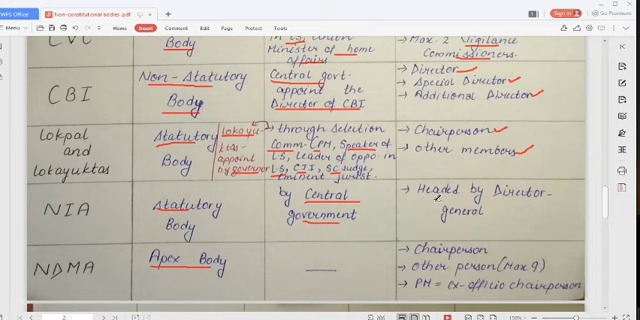 WPS Office
Non-constitutional bodies .pdf
Sign in
Menu
Home
Insert
Comment
Edit
Page
Protect
Tools
CVC
Body
Minister of home
affairs
→ Max. 2 Vigilance
Commissioners.
CBI
Non-Statutory
Body
Central govt.
appoint the
Director of CBI
→ Director
→ Special Director
→ Additional Director
Lokpal
and
lokayuktas
Statutory
Body
lokayu-
ktas-
appoint
by governor
→ through selection
Comm-(PM, Speaker of
LS, Leader of oppo in
LS, CJI, SC judge,
eminent jurist.
→ Chairperson
→ other members
NIA
Statutory
Body
by Central
government
→ Headed by Director-
general
NDMA
Apex Body
→ Chairperson
→ Other person (Max 9)
→ PM = ex-officio chairperson